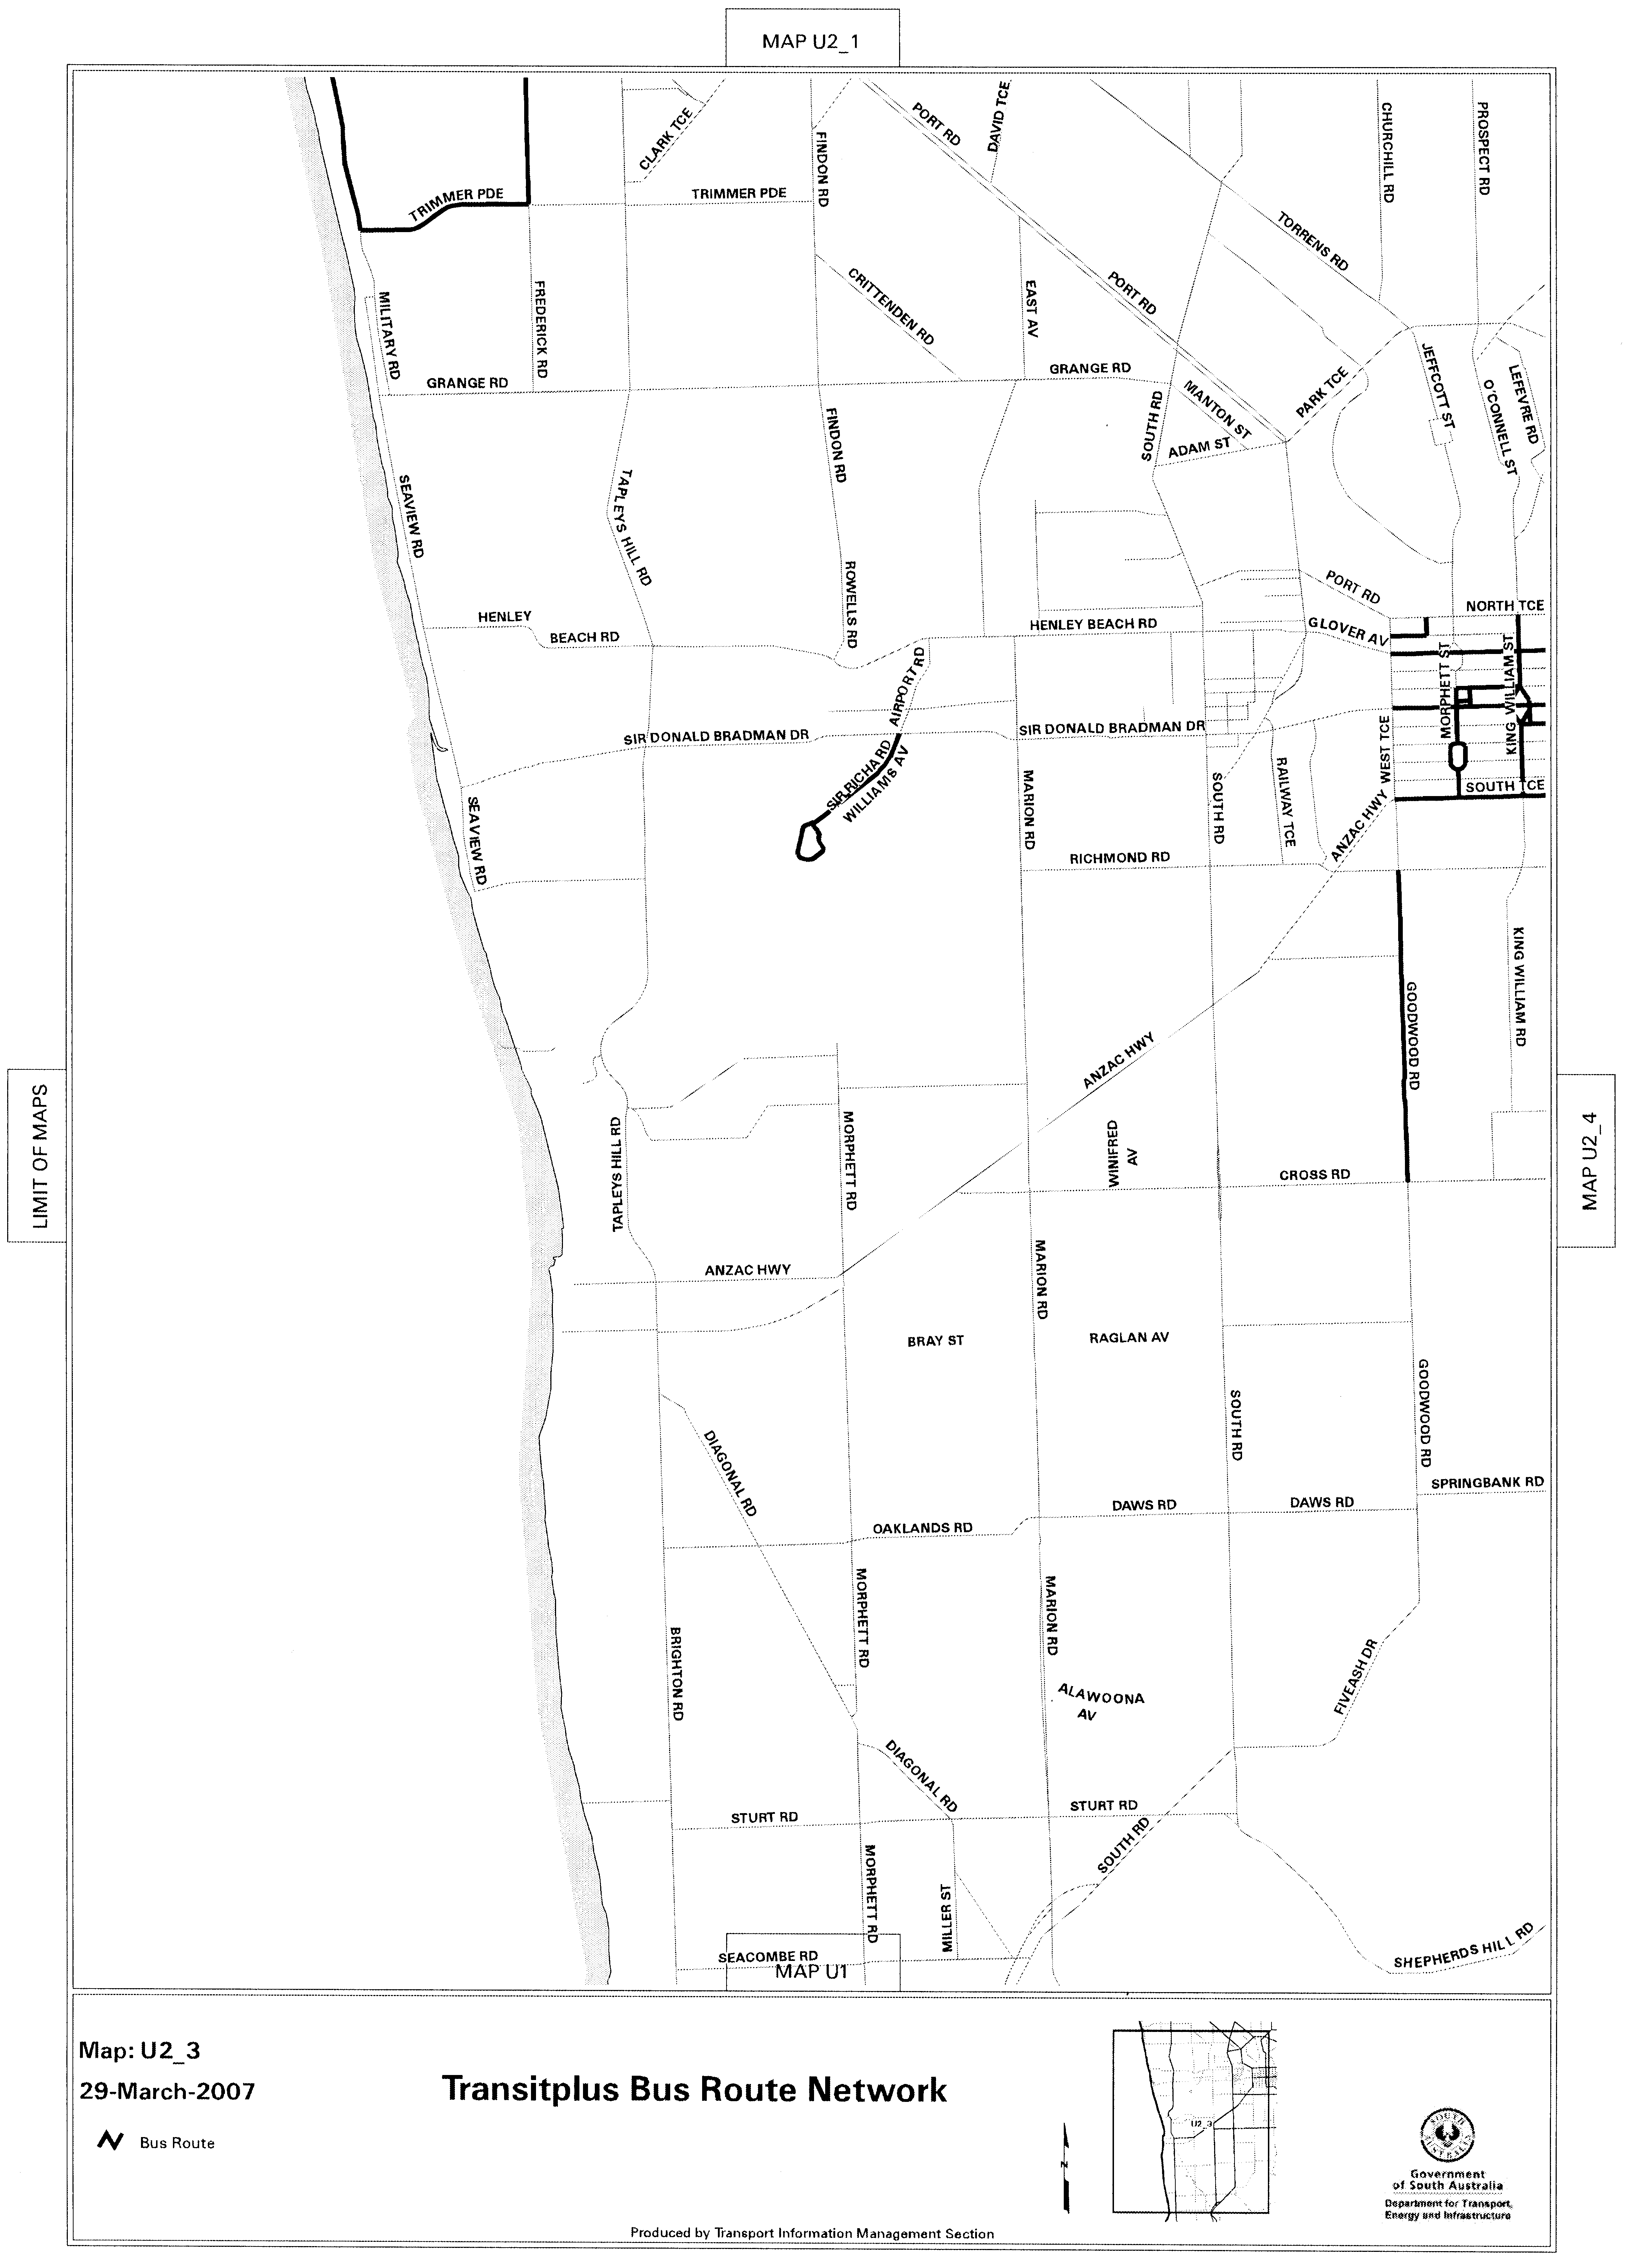 MAP U2_1
CLARK TCE
FINDON RD
PORT RD
DAVID TCE
CHURCHILL RD
PROSPECT RD
TRIMMER PDE
TRIMMER PDE
TORRENS RD
MILITARY RD
FREDERICK RD
CRITTENDEN RD
EAST AV
PORT RD
GRANGE RD
GRANGE RD
MANTON ST
PARK TCE
JEFFCOTT ST
O'CONNELL ST
LEFEVRE RD
SOUTH RD
ADAM ST
FINDON RD
SEAVIEW RD
TAPLEYS HILL RD
ROWELLS RD
PORT RD
NORTH TCE
HENLEY
BEACH RD
HENLEY BEACH RD
GLOVER AV
AIRPORT RD
MORPHETT ST
KING WILLIAM ST
SIR DONALD BRADMAN DR
SIR DONALD BRADMAN DR
WEST TCE
SIR RICHARD
WILLIAMS AV
SEAVIEW RD
MARION RD
SOUTH RD
RAILWAY TCE
ANZAC HWY
SOUTH TCE
RICHMOND RD
KING WILLIAM RD
GOODWOOD RD
ANZAC HWY
LIMIT OF MAPS
MAP U2_4
TAPLEYS HILL RD
MORPHETT RD
WINIFRED
AV
CROSS RD
ANZAC HWY
MARION RD
BRAY ST
RAGLAN AV
DIAGONAL RD
SOUTH RD
GOODWOOD RD
SPRINGBANK RD
OAKLANDS RD
DAWS RD
DAWS RD
BRIGHTON RD
MORPHETT RD
MARION RD
FIVEASH DR
ALAWOONA
AV
DIAGONAL RD
STURT RD
STURT RD
SOUTH RD
MORPHETT RD
MILLER ST
SEACOMBE RD
MAP U1
SHEPHERDS HILL RD
Map: U2_3
29-March-2007
Bus Route
Transitplus Bus Route Network
N
U2_3
SOUTH
AUSTRALIA
Government
of South Australia
Department for Transport,
Energy and Infrastructure
Produced by Transport Information Management Section